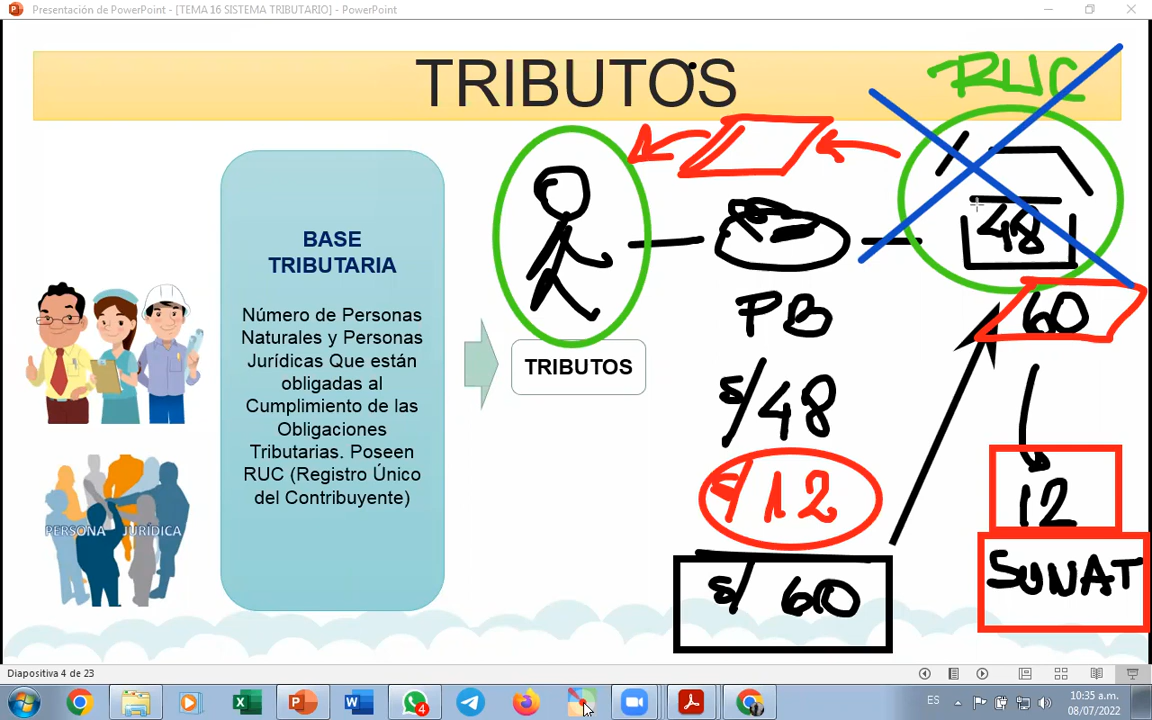 Presentación de PowerPoint - [TEMA 16 SISTEMA TRIBUTARIO] - PowerPoint
TRIBUTOS
RUC
BASE
TRIBUTARIA
Número de Personas
Naturales y Personas
Jurídicas Que están
obligadas al
Cumplimiento de las
Obligaciones
Tributarias. Poseen
RUC (Registro Único
del Contribuyente)
PERSONA JURÍDICA
TRIBUTOS
PB
S/48
S/12
S/ 60
48
60
12
SUNAT
Diapositiva 4 de 23
4
ES
10:35 a.m.
08/07/2022